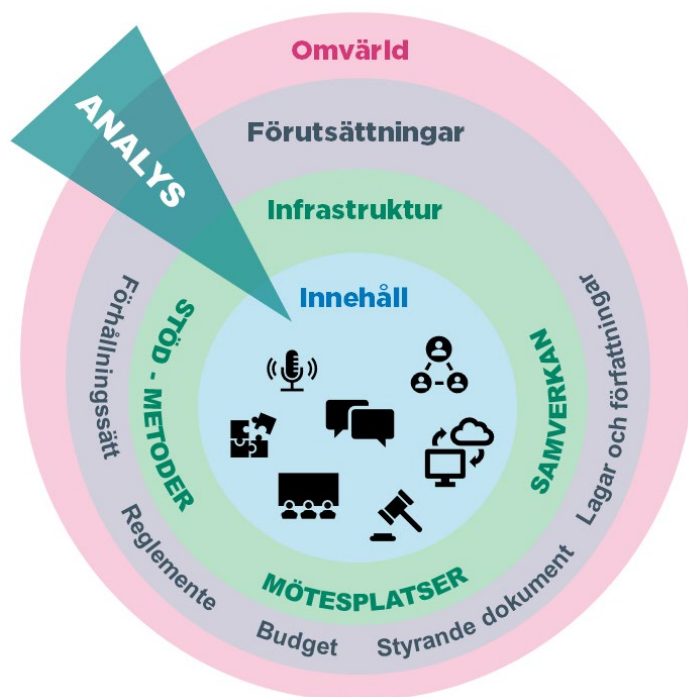 Omvärld
ANALYS
Förutsättningar
Infrastruktur
Innehåll
Förhållningssätt
STÖD - METODER
SAMVERKAN
Lagar och författningar
Reglemente
MÖTESPLATSER
Budget
Styrande dokument